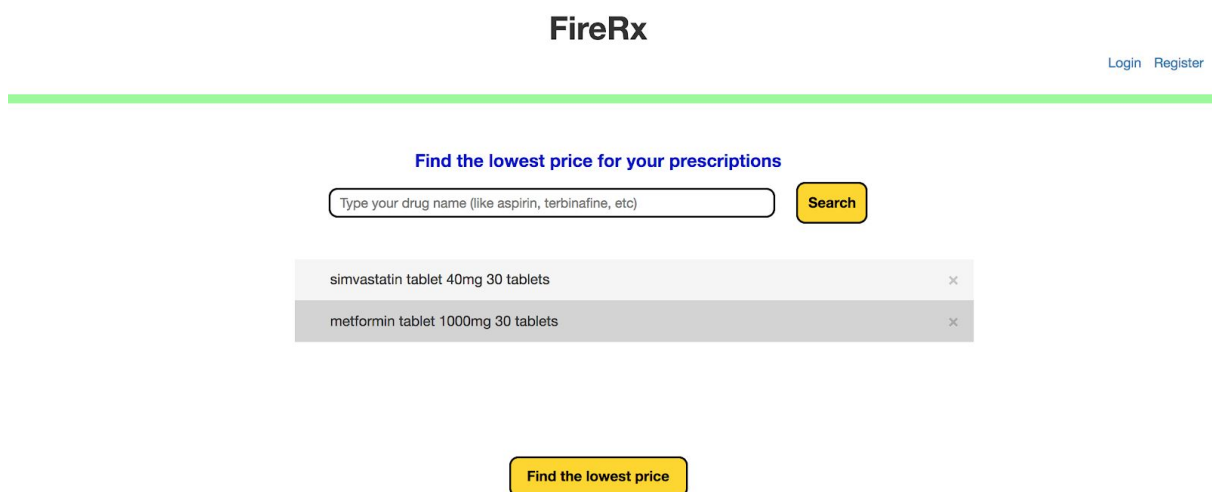 FireRx
Login Register
Find the lowest price for your prescriptions
Type your drug name (like aspirin, terbinafine, etc) Search
simvastatin tablet 40mg 30 tablets ×
metformin tablet 1000mg 30 tablets ×
Find the lowest price